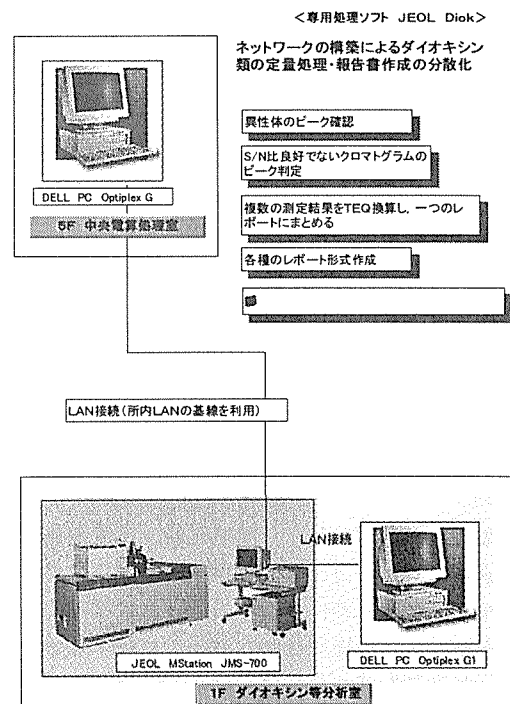 ＜専用処理ソフト JEOL Diok＞
ネットワークの構築によるダイオキシン
類の定量処理・報告書作成の分散化
異性体のピーク確認
S/N比良好でないクロマトグラムの
ピーク判定
複数の測定結果をTEQ換算し，一つのレ
ポートにまとめる
各種のレポート形式作成
DELL PC Optiplex G
5F 中央電算処理室
LAN接続（所内LANの基線を利用）
LAN接続
JEOL MStation JMS-700
DELL PC Optiplex G1
1F ダイオキシン等分析室